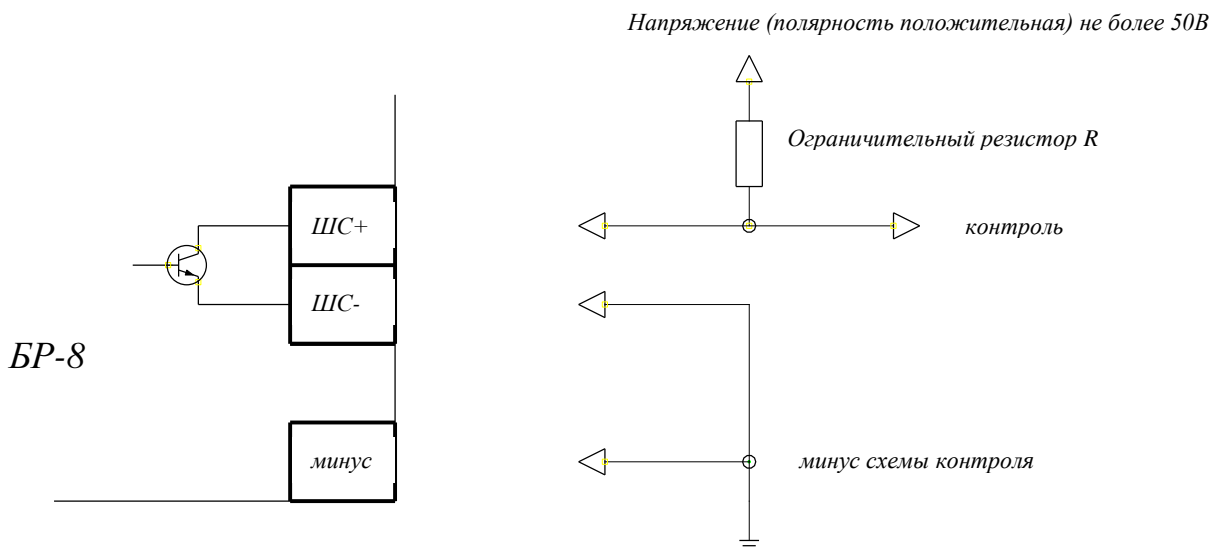 Напряжение (полярность положительная) не более 50В
Ограничительный резистор R
ШС+
контроль
ШС-
БР-8
минус
минус схемы контроля